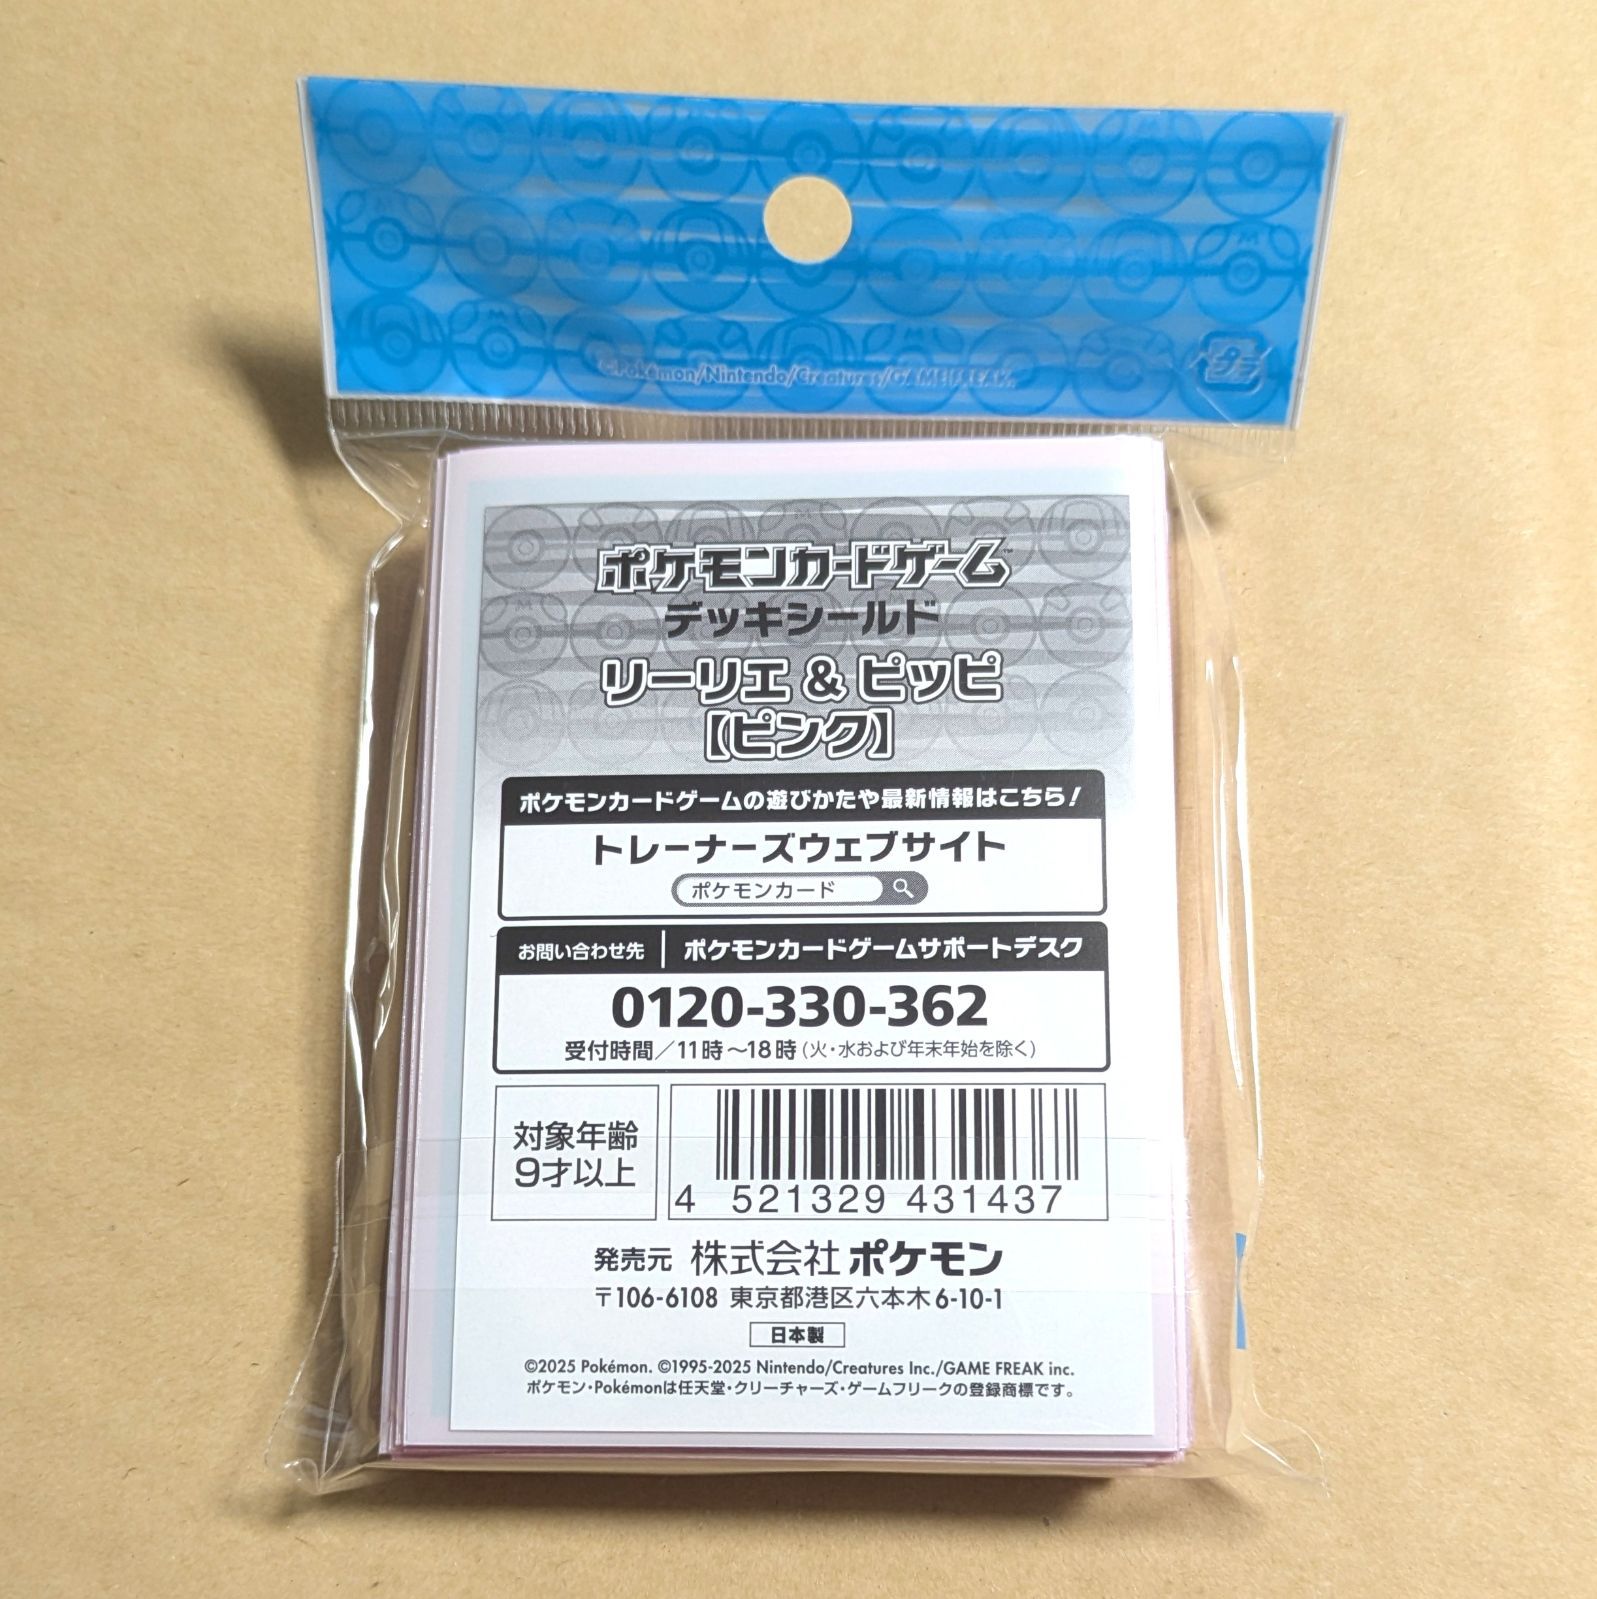 ©Pokémon/Nintendo/Creatures/GAME FREAK.
プラ
ポケモンカードゲーム™
デッキシールド
リーリエ & ピッピ
【ピンク】
ポケモンカードゲームの遊びかたや最新情報はこちら!
トレーナーズウェブサイト
ポケモンカード
お問い合わせ先 ポケモンカードゲームサポートデスク
0120-330-362
受付時間/11時~18時(火・水および年末年始を除く)
対象年齢
9才以上
4 521329 431437
発売元 株式会社ポケモン
〒106-6108 東京都港区六本木6-10-1
日本製
©2025 Pokémon. ©1995-2025 Nintendo/Creatures Inc./GAME FREAK inc.
ポケモン・Pokémonは任天堂・クリーチャーズ・ゲームフリークの登録商標です。